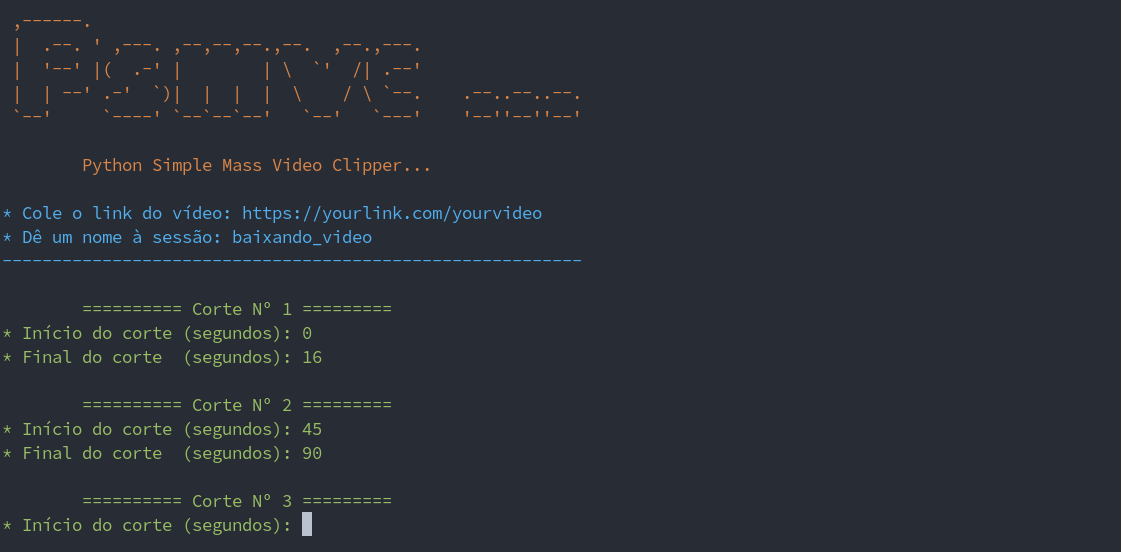 ,------.
 |  .--. ' ,---. ,--,--,--.,--.  ,--.,---.
 |  '--' |(  .-' |        | \  `'  /| .--'
 |  | --' .-'  `)|  |  |  |  \    / \ `--.    .--..--..--.
 `--'     `----' `--`--`--'   `--'   `---'    '--''--''--'
Python Simple Mass Video Clipper...
* Cole o link do vídeo: https://yourlink.com/yourvideo
* Dê um nome à sessão: baixando_video
----------------------------------------------------------
========== Corte Nº 1 =========
* Início do corte (segundos): 0
* Final do corte  (segundos): 16
========== Corte Nº 2 =========
* Início do corte (segundos): 45
* Final do corte  (segundos): 90
========== Corte Nº 3 =========
* Início do corte (segundos):